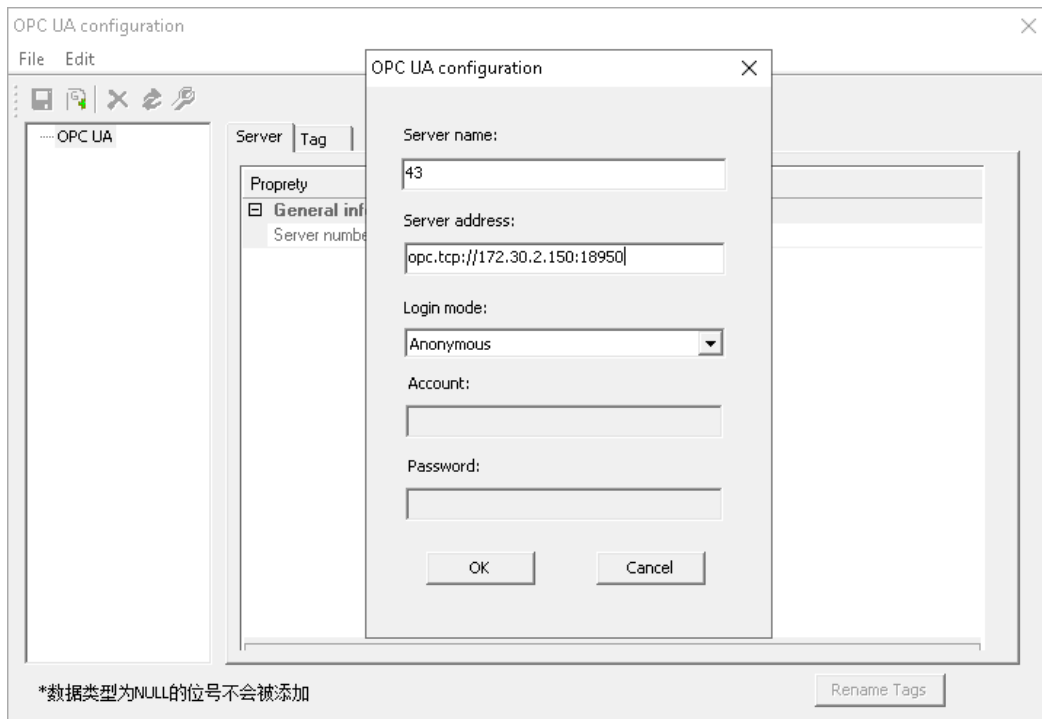 OPC UA configuration
File Edit
OPC UA
Server Tag
Proprety
General inf
Server numbe
OPC UA configuration
Server name:
43
Server address:
opc.tcp://172.30.2.150:18950
Login mode:
Anonymous
Account:
Password:
OK Cancel
*数据类型为NULL的位号不会被添加
Rename Tags